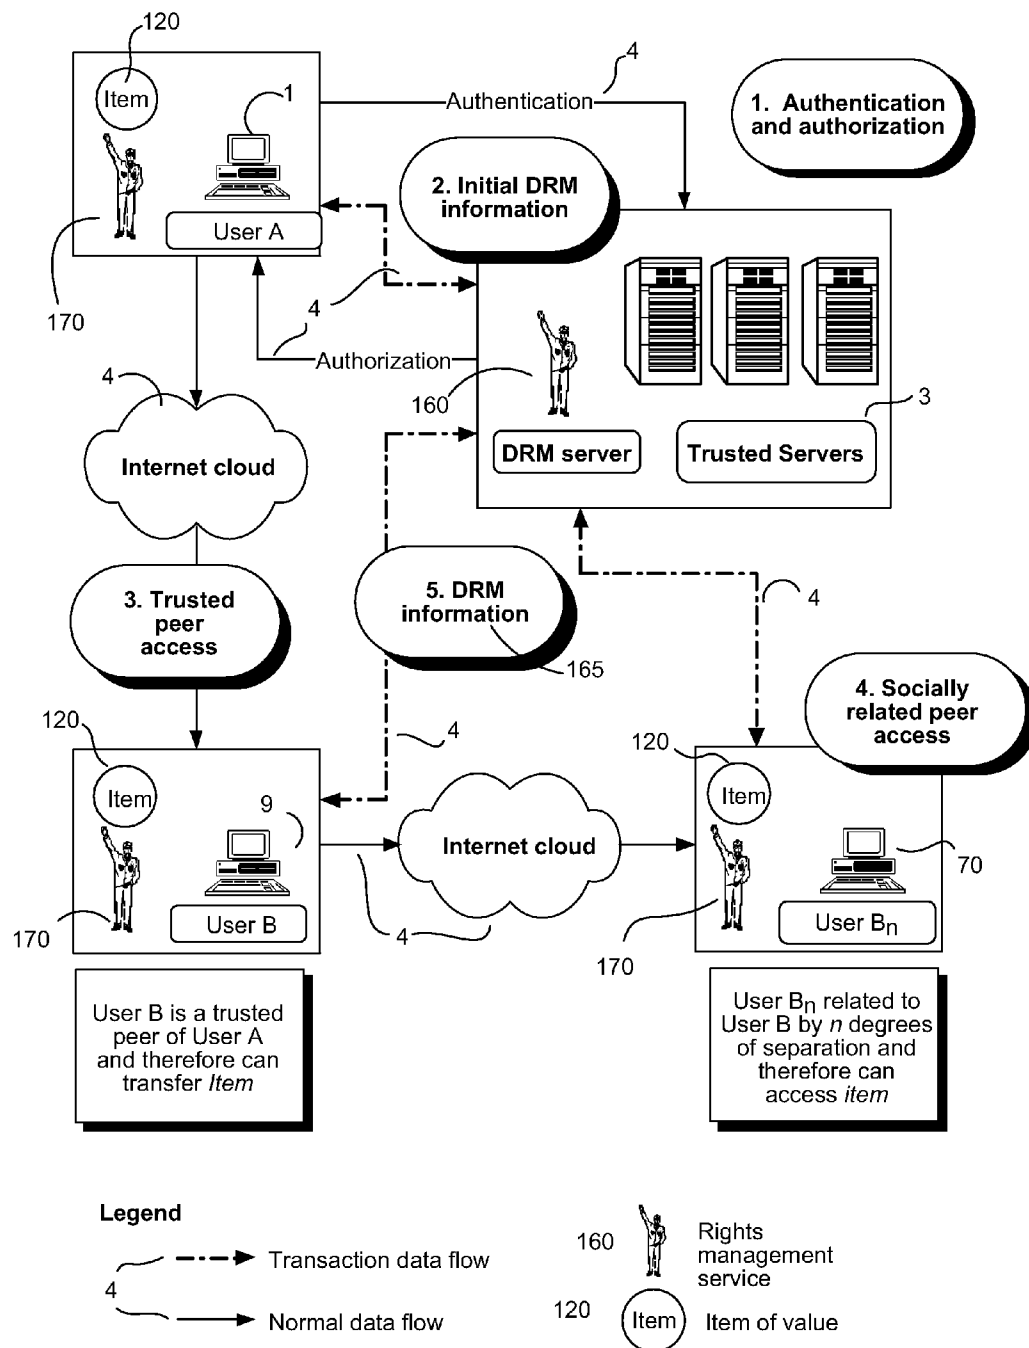 120
4
Item
1
Authentication
1. Authentication
and authorization
2. Initial DRM
information
User A
170
4
4
Authorization
160
3
4
Internet cloud
DRM server
Trusted Servers
3. Trusted
peer
access
5. DRM
information
165
4
4. Socially
related peer
access
120
4
120
Item
9
Item
Internet cloud
70
User B
User Bn
170
4
170
User B is a trusted
peer of User A
and therefore can
transfer Item
User Bn related to
User B by n degrees
of separation and
therefore can
access item
Legend
160
Rights
management
service
Transaction data flow
4
120
Item
Item of value
Normal data flow